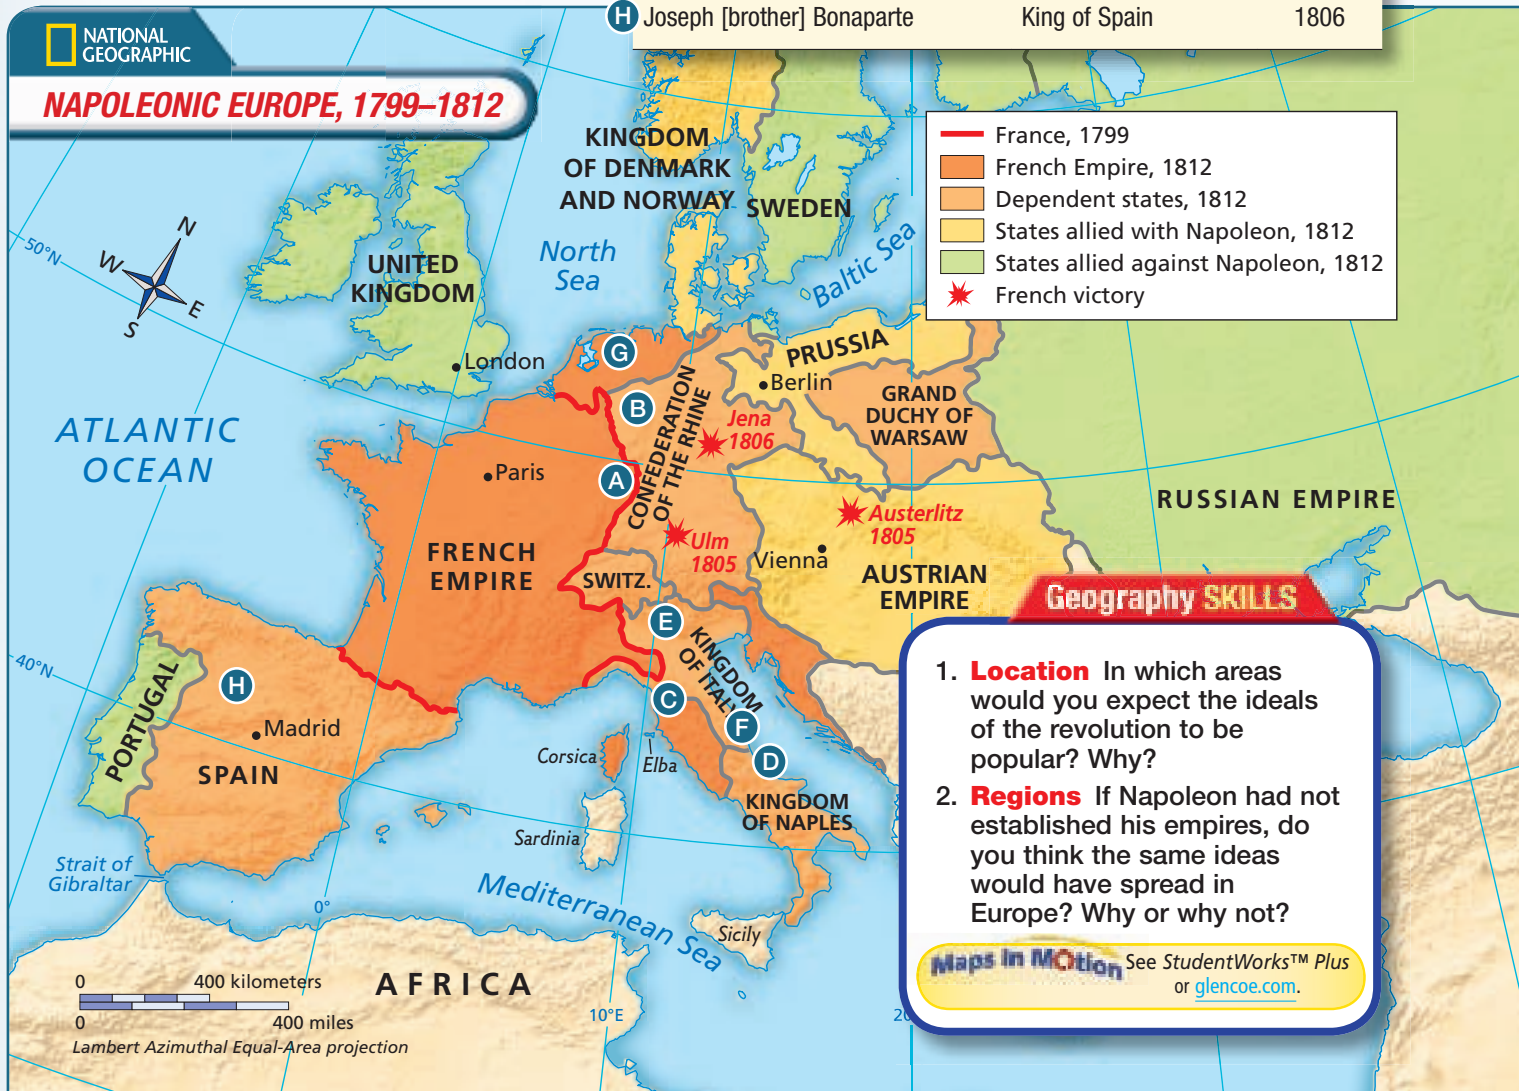 H Joseph [brother] Bonaparte King of Spain 1806
NATIONAL
GEOGRAPHIC
NAPOLEONIC EUROPE, 1799–1812
France, 1799
French Empire, 1812
Dependent states, 1812
States allied with Napoleon, 1812
States allied against Napoleon, 1812
French victory
N
W
E
S
50°N
40°N
KINGDOM
OF DENMARK
AND NORWAY
SWEDEN
North
Sea
Baltic Sea
UNITED
KINGDOM
London
ATLANTIC
OCEAN
G
B
A
PRUSSIA
Berlin
GRAND
DUCHY OF
WARSAW
CONFEDERATION
OF THE RHINE
Jena
1806
Paris
RUSSIAN EMPIRE
Austerlitz
1805
Ulm
1805
Vienna
FRENCH
EMPIRE
SWITZ.
AUSTRIAN
EMPIRE
E
KINGDOM
OF ITALY
C
F
D
H
PORTUGAL
Madrid
SPAIN
Corsica
Elba
KINGDOM
OF NAPLES
Sardinia
Strait of
Gibraltar
Mediterranean Sea
Sicily
0°
10°E
20
AFRICA
0 400 kilometers
0 400 miles
Lambert Azimuthal Equal-Area projection
Geography SKILLS
1. Location In which areas
would you expect the ideals
of the revolution to be
popular? Why?
2. Regions If Napoleon had not
established his empires, do
you think the same ideas
would have spread in
Europe? Why or why not?
Maps in MOtion See StudentWorks™ Plus
or glencoe.com.